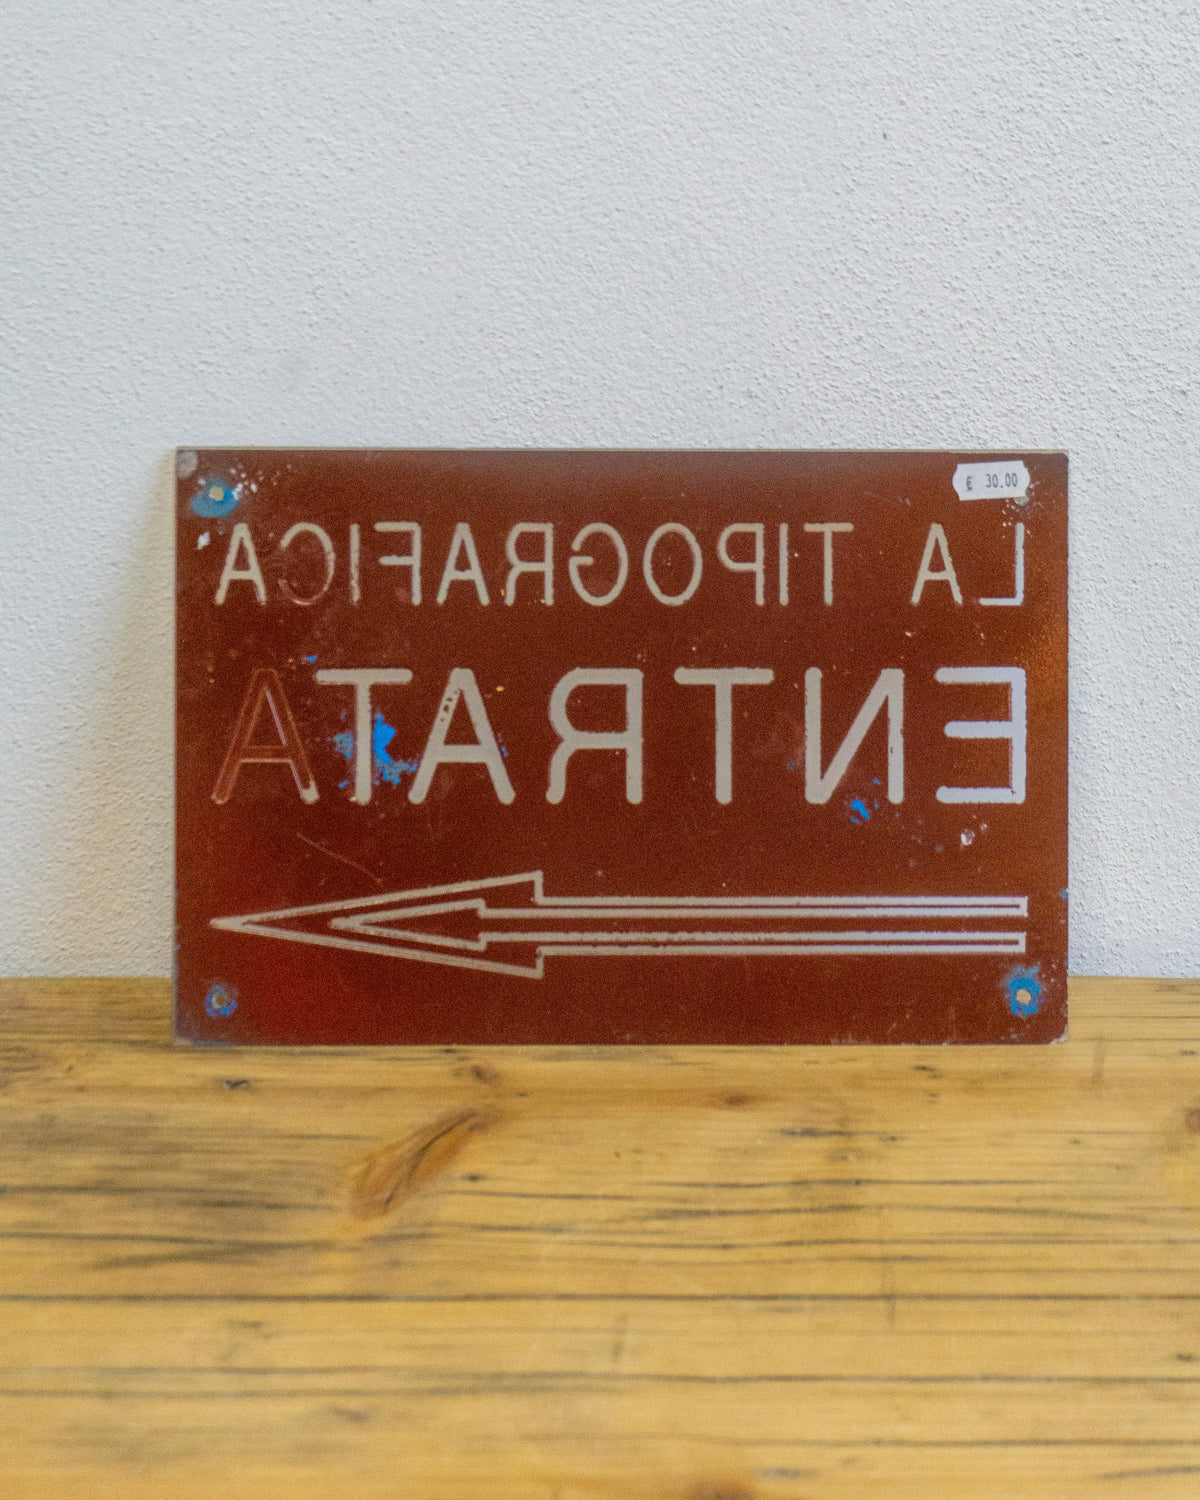 € 30.00
LA TIPOGRAFICA
ENTRATA